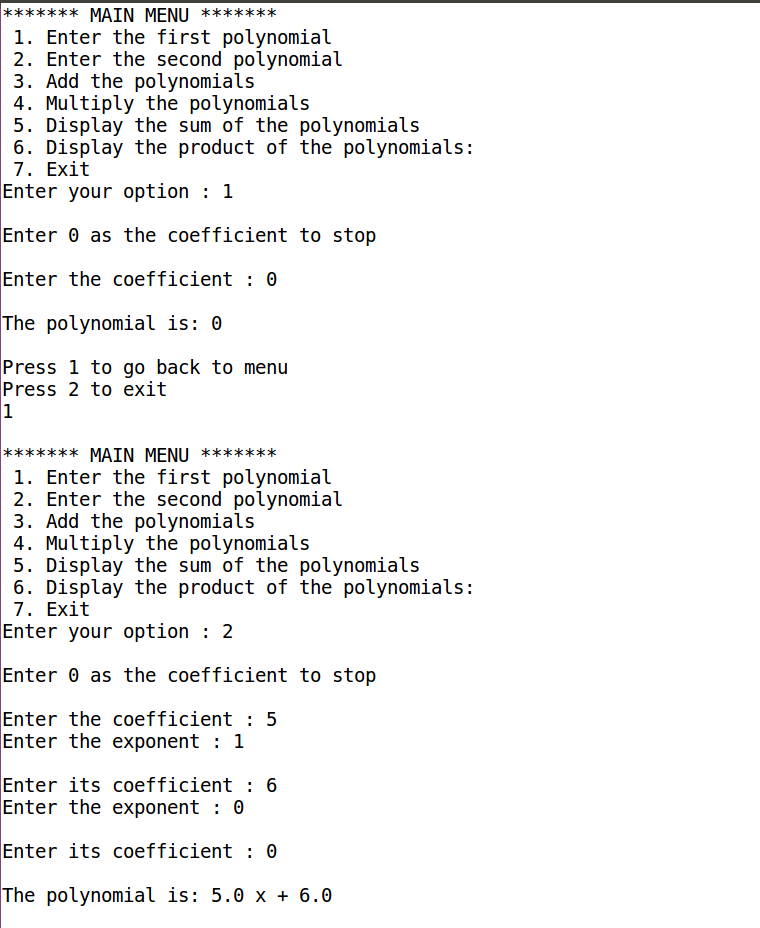 ******* MAIN MENU *******
1. Enter the first polynomial
2. Enter the second polynomial
3. Add the polynomials
4. Multiply the polynomials
5. Display the sum of the polynomials
6. Display the product of the polynomials:
7. Exit
Enter your option : 1
Enter 0 as the coefficient to stop
Enter the coefficient : 0
The polynomial is: 0
Press 1 to go back to menu
Press 2 to exit
1
******* MAIN MENU *******
1. Enter the first polynomial
2. Enter the second polynomial
3. Add the polynomials
4. Multiply the polynomials
5. Display the sum of the polynomials
6. Display the product of the polynomials:
7. Exit
Enter your option : 2
Enter 0 as the coefficient to stop
Enter the coefficient : 5
Enter the exponent : 1
Enter its coefficient : 6
Enter the exponent : 0
Enter its coefficient : 0
The polynomial is: 5.0 x + 6.0